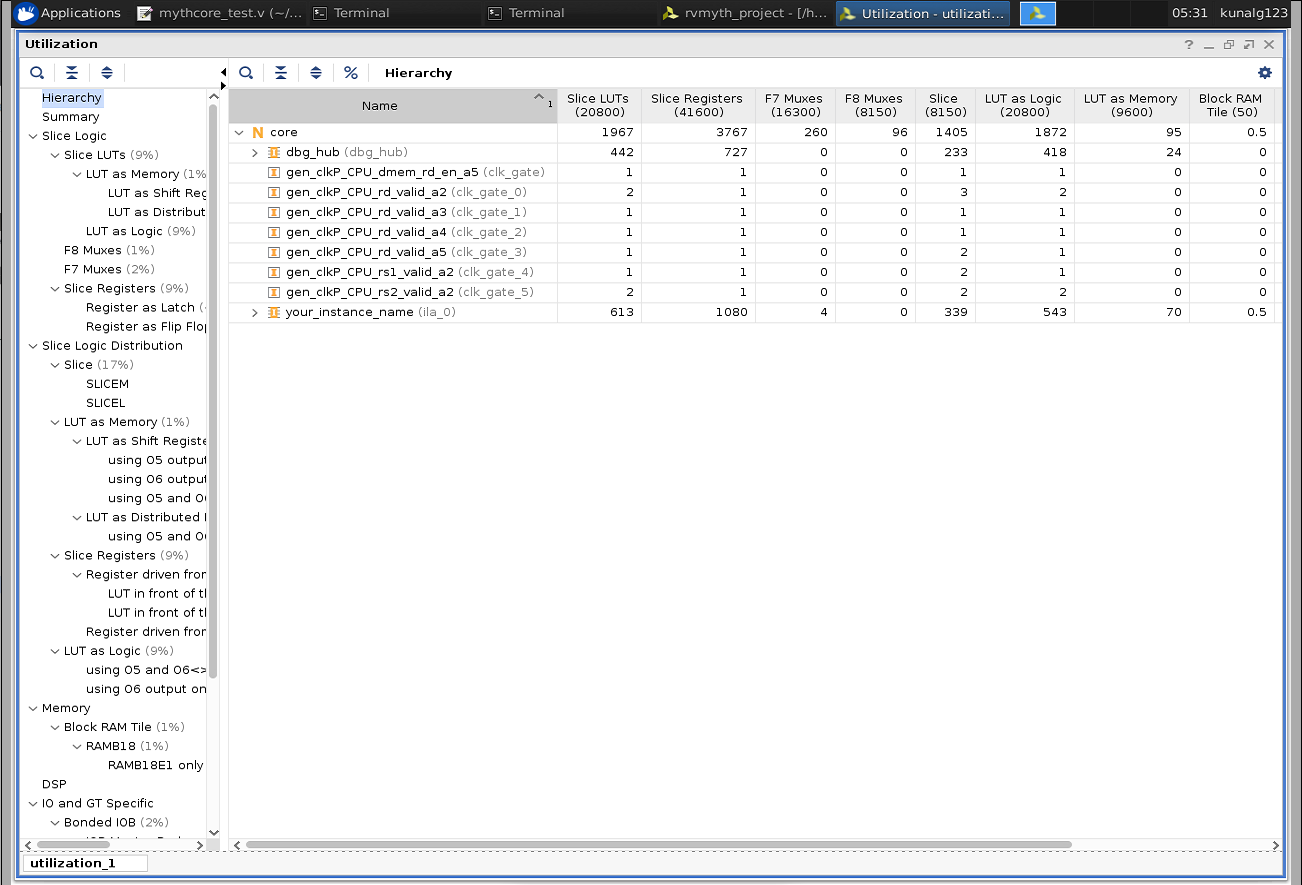 Applications mythcore_test.v (~/... Terminal Terminal rvmyth_project - [/h... Utilization - utilizati... 05:31 kunalg123
Utilization
Hierarchy
Hierarchy
Summary
Slice Logic
Slice LUTs (9%)
LUT as Memory (1%
LUT as Shift Reg
LUT as Distribut
LUT as Logic (9%)
F8 Muxes (1%)
F7 Muxes (2%)
Slice Registers (9%)
Register as Latch (
Register as Flip Flop
Slice Logic Distribution
Slice (17%)
SLICEM
SLICEL
LUT as Memory (1%)
LUT as Shift Registe
using O5 output
using O6 output
using O5 and O6
LUT as Distributed
using O5 and O6
Slice Registers (9%)
Register driven from
LUT in front of th
LUT in front of th
Register driven from
LUT as Logic (9%)
using O5 and O6<>
using O6 output on
Memory
Block RAM Tile (1%)
RAMB18 (1%)
RAMB18E1 only
DSP
IO and GT Specific
Bonded IOB (2%)
Name 1 Slice LUTs (20800) Slice Registers (41600) F7 Muxes (16300) F8 Muxes (8150) Slice (8150) LUT as Logic (20800) LUT as Memory (9600) Block RAM Tile (50)
N core 1967 3767 260 96 1405 1872 95 0.5
dbg_hub (dbg_hub) 442 727 0 0 233 418 24 0
gen_clkP_CPU_dmem_rd_en_a5 (clk_gate) 1 1 0 0 1 1 0 0
gen_clkP_CPU_rd_valid_a2 (clk_gate_0) 2 1 0 0 3 2 0 0
gen_clkP_CPU_rd_valid_a3 (clk_gate_1) 1 1 0 0 1 1 0 0
gen_clkP_CPU_rd_valid_a4 (clk_gate_2) 1 1 0 0 1 1 0 0
gen_clkP_CPU_rd_valid_a5 (clk_gate_3) 1 1 0 0 2 1 0 0
gen_clkP_CPU_rs1_valid_a2 (clk_gate_4) 1 1 0 0 2 1 0 0
gen_clkP_CPU_rs2_valid_a2 (clk_gate_5) 2 1 0 0 2 2 0 0
your_instance_name (ila_0) 613 1080 4 0 339 543 70 0.5
utilization_1